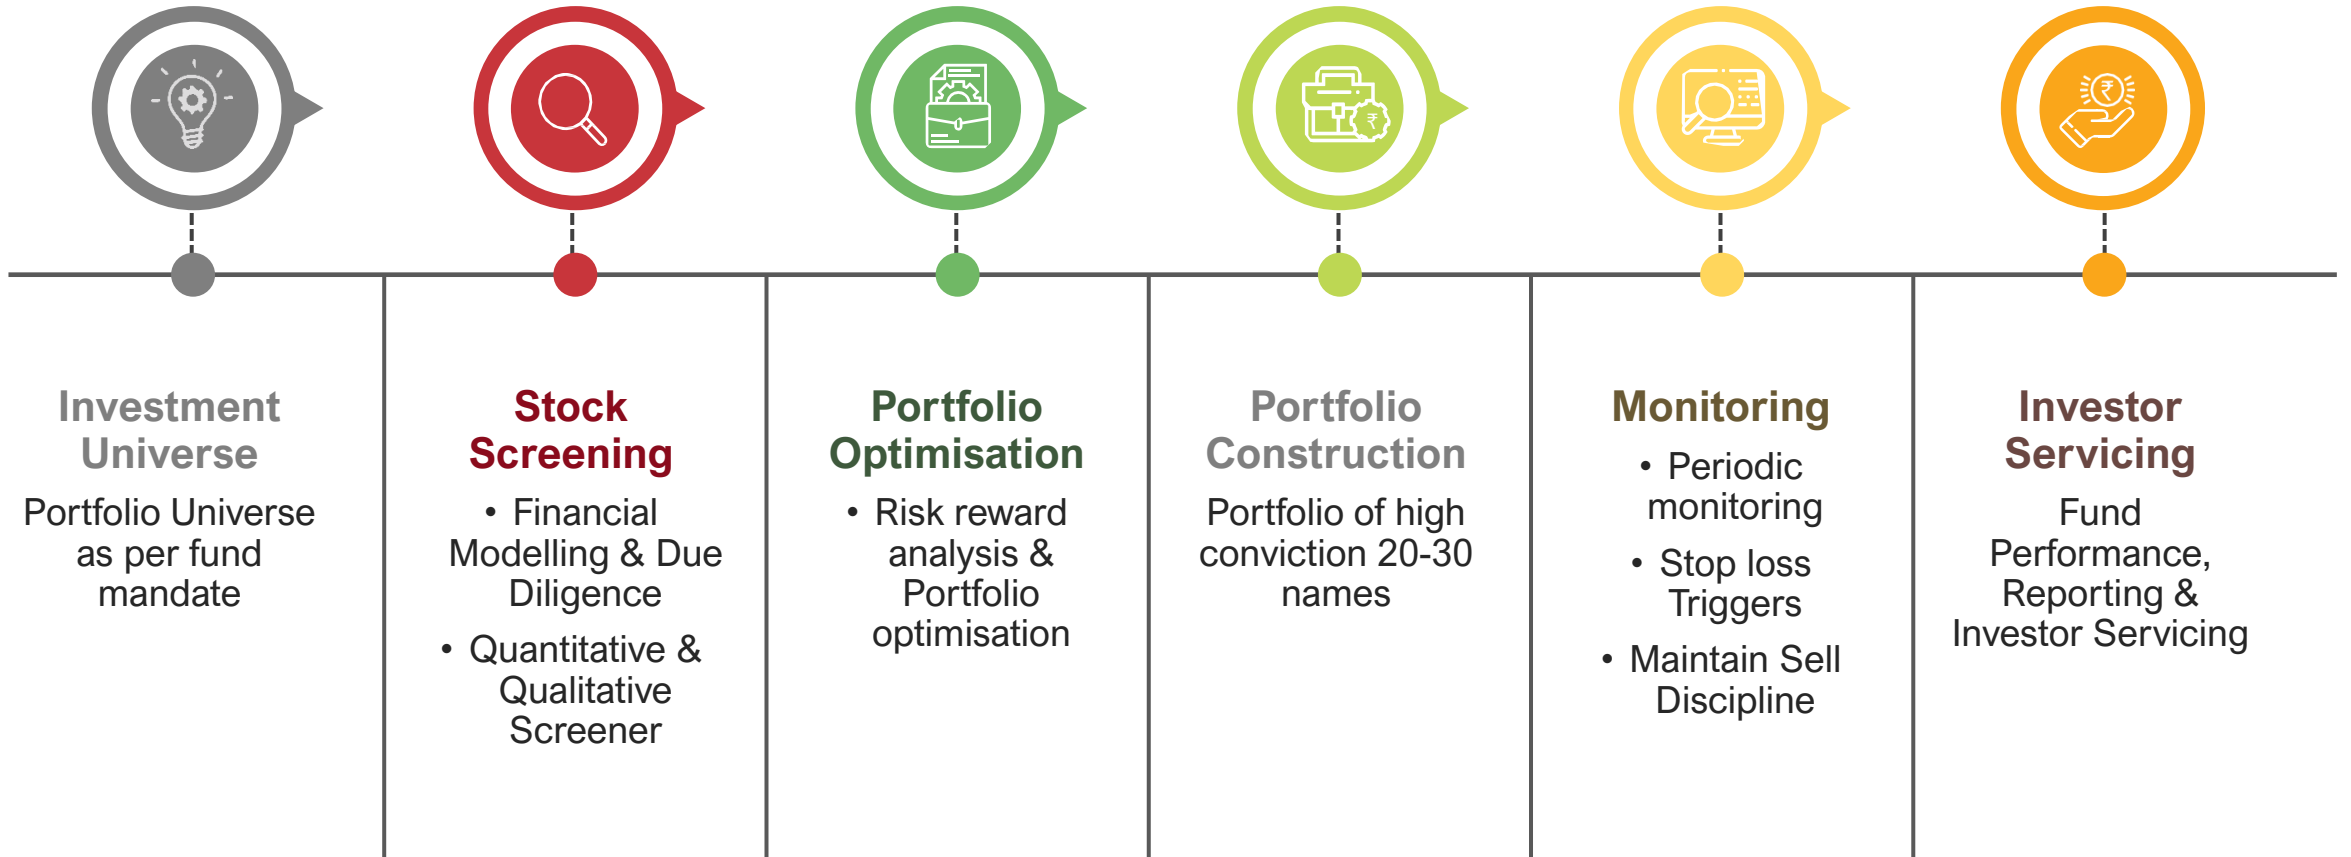 Investment
Universe
Portfolio Universe
as per fund
mandate
Stock
Screening
• Financial
Modelling & Due
Diligence
• Quantitative &
Qualitative
Screener
Portfolio
Optimisation
• Risk reward
analysis &
Portfolio
optimisation
Portfolio
Construction
Portfolio of high
conviction 20-30
names
Monitoring
• Periodic
monitoring
• Stop loss
Triggers
• Maintain Sell
Discipline
Investor
Servicing
Fund
Performance,
Reporting &
Investor Servicing
₹
₹